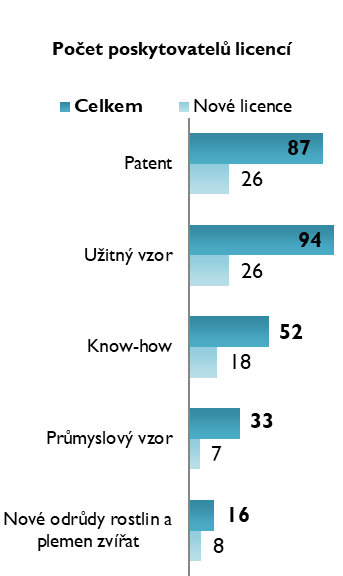 Počet poskytovatelů licencí
Celkem Nové licence
Patent
87
26
Užitný vzor
94
26
Know-how
52
18
Průmyslový vzor
33
7
Nové odrůdy rostlin a
plemen zvířat
16
8